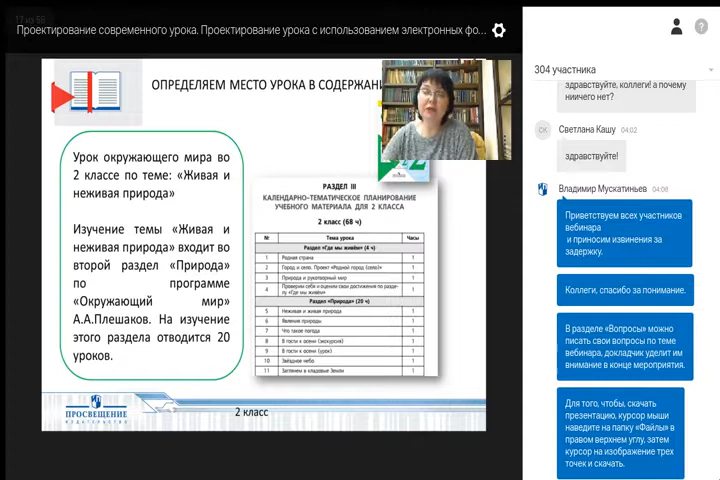 17 из 58
Проектирование современного урока. Проектирование урока с использованием электронных фо...
ОПРЕДЕЛЯЕМ МЕСТО УРОКА В СОДЕРЖАНИ
Урок окружающего мира во
2 классе по теме: «Живая и
неживая природа»
Изучение темы «Живая и
неживая природа» входит во
второй раздел «Природа»
по программе
«Окружающий мир»
А.А.Плешаков. На изучение
этого раздела отводится 20
уроков.
РАЗДЕЛ III
КАЛЕНДАРНО-ТЕМАТИЧЕСКОЕ ПЛАНИРОВАНИЕ
УЧЕБНОГО МАТЕРИАЛА ДЛЯ 2 КЛАССА
2 класс (68 ч)
№ Тема урока Часы
Раздел «Где мы живём» (4 ч)
1 Родная страна 1
2 Город и село. Проект «Родной город (село)» 1
3 Природа и рукотворный мир 1
4 Проверим себя и оценим свои достижения по разде-
лу «Где мы живём» 1
Раздел «Природа» (20 ч)
5 Неживая и живая природа 1
6 Явления природы 1
7 Что такое погода 1
8 В гости к осени (экскурсия) 1
9 В гости к осени (урок) 1
10 Звёздное небо 1
11 Заглянем в кладовые Земли 1
ПРОСВЕЩЕНИЕ
ИЗДАТЕЛЬСТВО
2 класс
304 участника
здравствуйте, коллеги! а почему
ниичего нет?
СК
Светлана Кашу 04:02
здравствуйте!
Владимир Мускатиньев 04:06
Приветствуем всех участников
вебинара
и приносим извинения за
задержку.
Коллеги, спасибо за понимание.
В разделе «Вопросы» можно
писать свои вопросы по теме
вебинара, докладчик уделит им
внимание в конце мероприятия.
Для того, чтобы, скачать
презентацию, курсор мыши
наведите на папку «Файлы» в
правом верхнем углу, затем
курсор на изображение трех
точек и скачать.